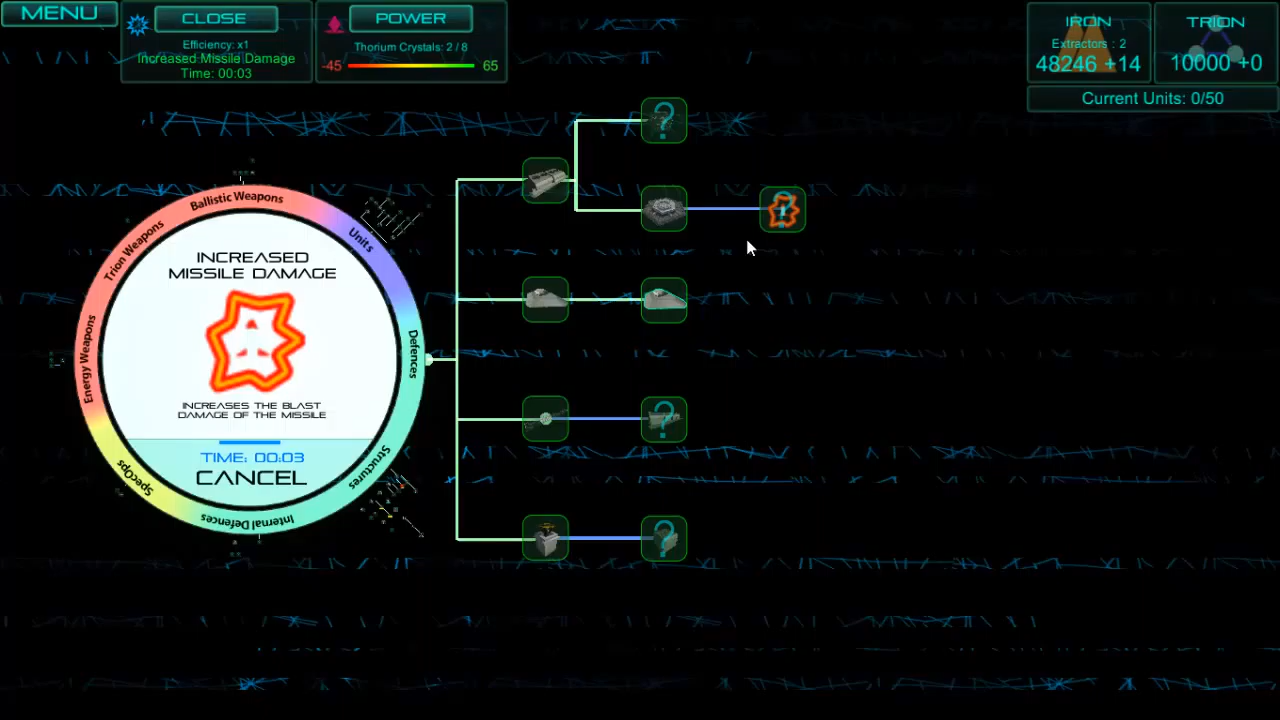 MENU
CLOSE
Efficiency: x1
Increased Missile Damage
Time: 00:03
POWER
Thorium Crystals: 2 / 8
-45
65
IRON
Extractors : 2
48246 +14
TRION
10000 +0
Current Units: 0/50
Ballistic Weapons
Units
Trion Weapons
Defences
Energy Weapons
Structures
SpecOps
Internal Defences
INCREASED
MISSILE DAMAGE
INCREASES THE BLAST
DAMAGE OF THE MISSILE
TIME: 00:03
CANCEL
?
?
?
?